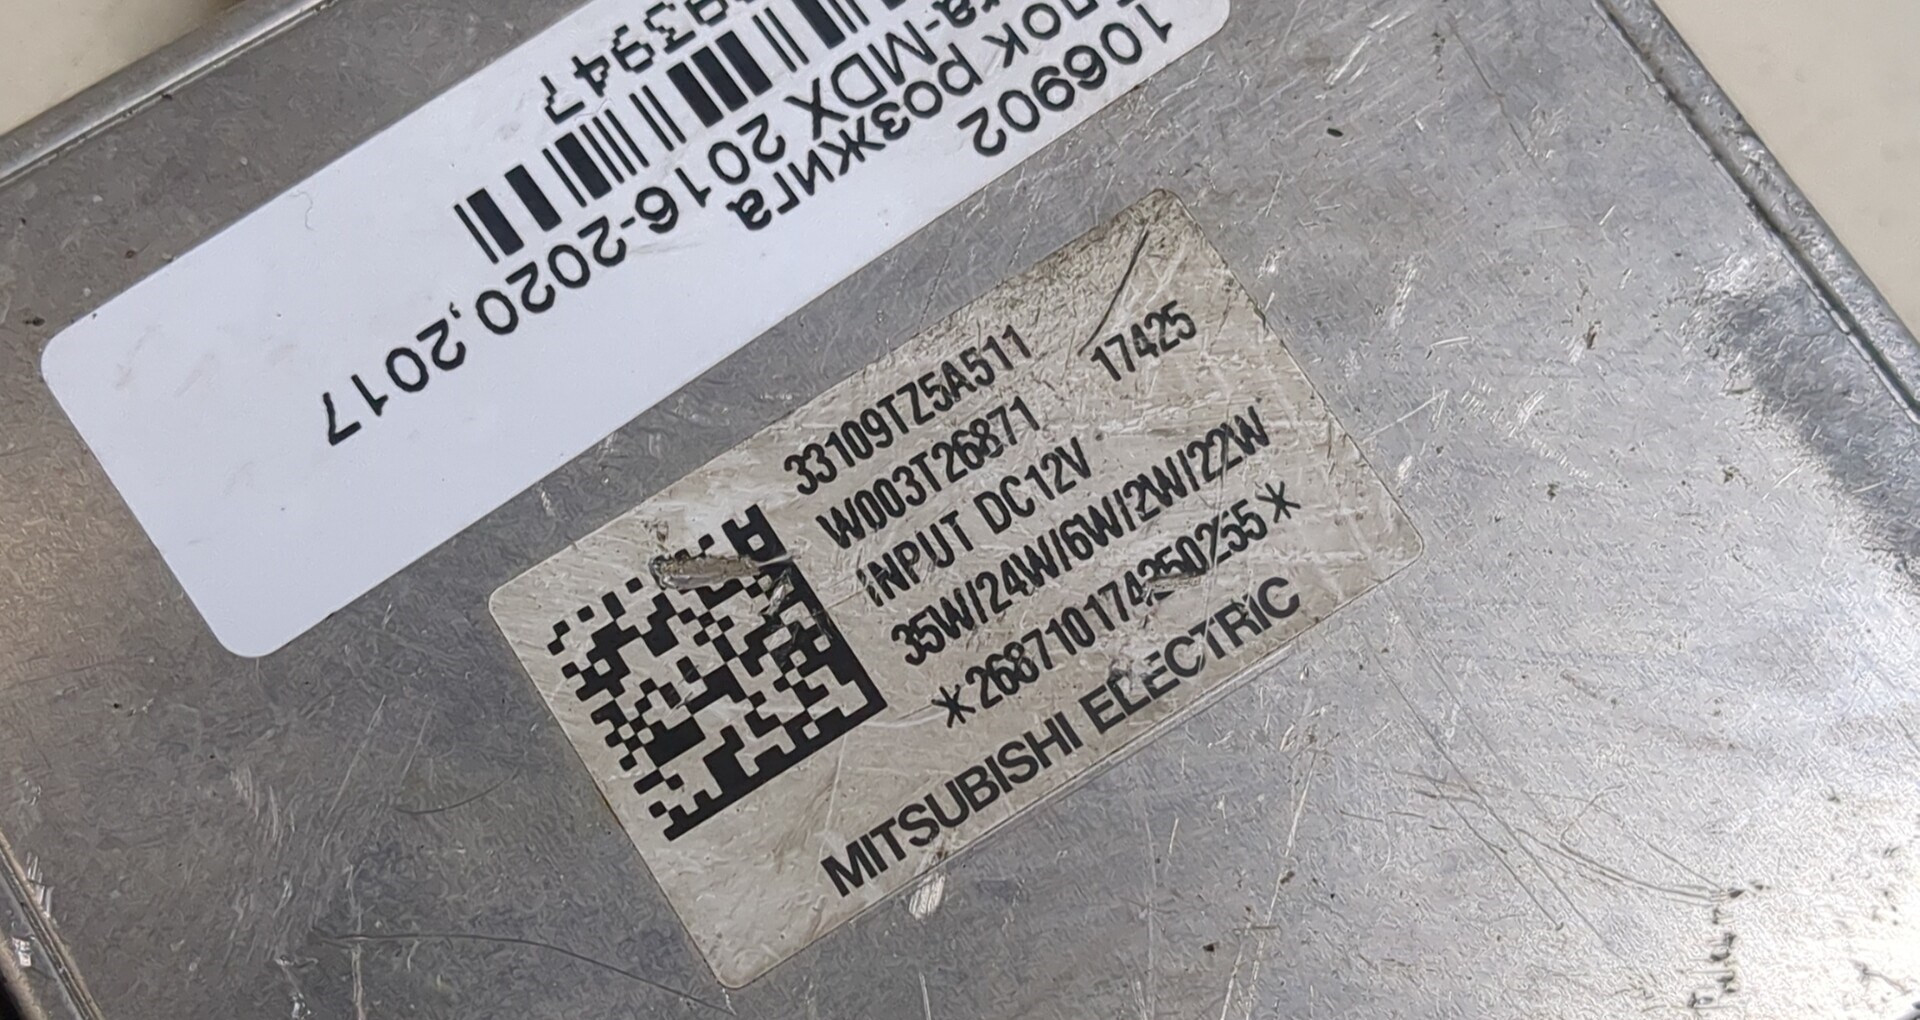 106902
розжига
MDX 2016-2020, 2017
33109TZ5A511
W003T26871 17425
INPUT DC12V
35W/24W/6W/2W/22W
*268710174250255*
MITSUBISHI ELECTRIC